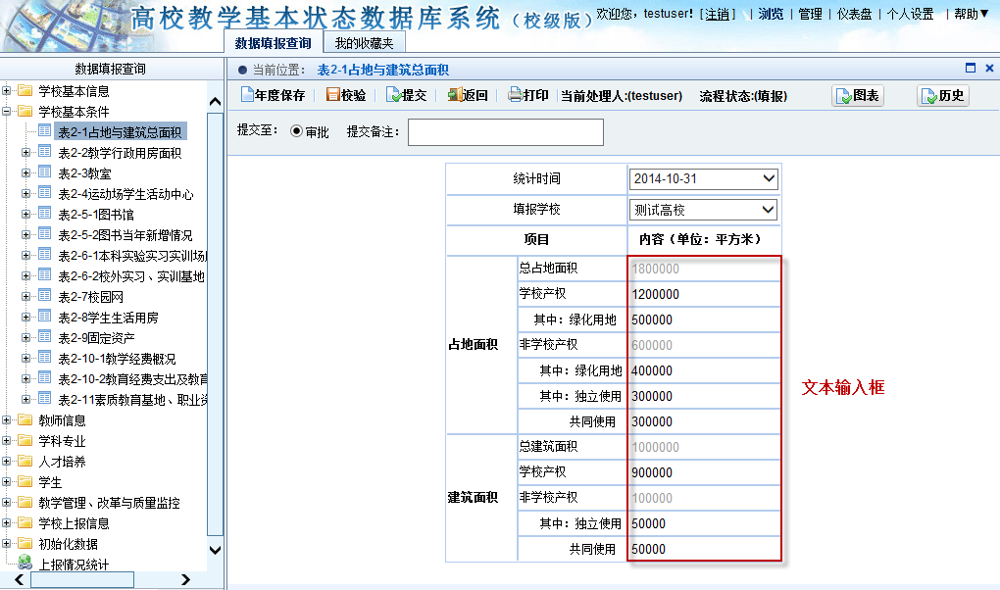 高校教学基本状态数据库系统（校级版）
欢迎您，testuser! [注销] | 浏览 | 管理 | 仪表盘 | 个人设置 | 帮助▼
数据填报查询 我的收藏夹
数据填报查询
学校基本信息
学校基本条件
表2-1占地与建筑总面积
表2-2教学行政用房面积
表2-3教室
表2-4运动场学生活动中心
表2-5-1图书馆
表2-5-2图书当年新增情况
表2-6-1本科实验实习实训场
表2-6-2校外实习、实训基地
表2-7校园网
表2-8学生生活用房
表2-9固定资产
表2-10-1教学经费概况
表2-10-2教育经费支出及教育
表2-11素质教育基地、职业
教师信息
学科专业
人才培养
学生
教学管理、改革与质量监控
学校上报信息
初始化数据
上报情况统计
当前位置： 表2-1占地与建筑总面积
年度保存 校验 提交 返回 打印 当前处理人:(testuser) 流程状态:(填报) 图表 历史
提交至： 审批 提交备注：
统计时间 2014-10-31
填报学校 测试高校
项目 内容（单位：平方米）
占地面积
总占地面积 1800000
学校产权 1200000
其中：绿化用地 500000
非学校产权 600000
其中：绿化用地 400000
其中：独立使用 300000
共同使用 300000
建筑面积
总建筑面积 1000000
学校产权 900000
非学校产权 100000
其中：独立使用 50000
共同使用 50000
文本输入框